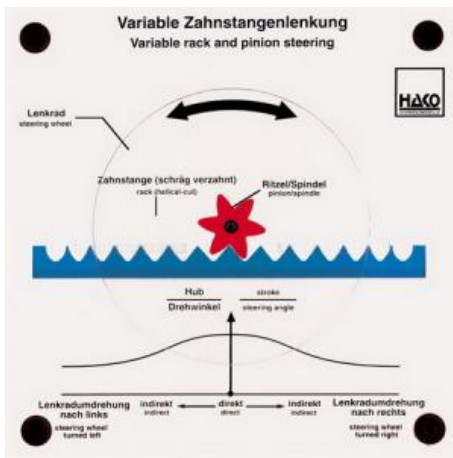 Variable Zahnstangenlenkung
Variable rack and pinion steering
HACO
Lenkrad
steering wheel
Zahnstange (schräg verzahnt)
rack (helical-cut)
Ritzel/Spindel
pinion/spindle
Hub
Drehwinkel
stroke
steering angle
Lenkradumdrehung
nach links
steering wheel
turned left
indirekt
indirect
direkt
direct
indirekt
indirect
Lenkradumdrehung
nach rechts
steering wheel
turned right